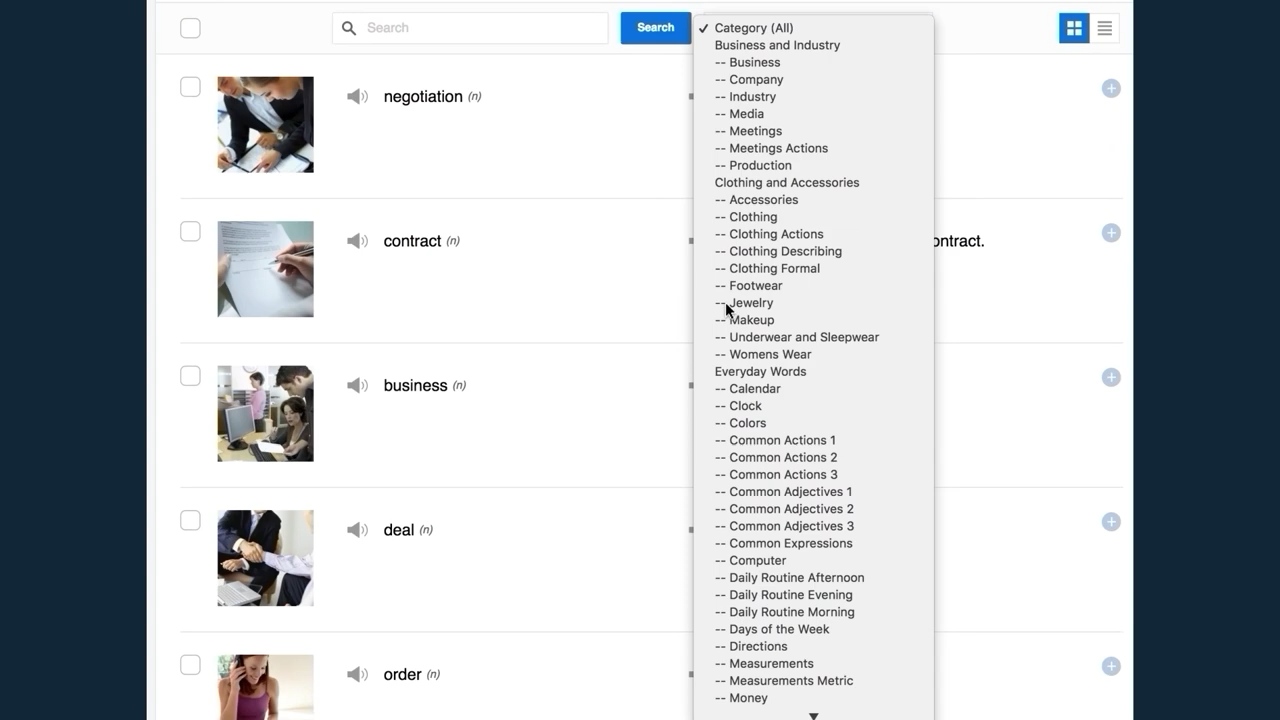 Search
Search
✓ Category (All)
Business and Industry
-- Business
-- Company
-- Industry
-- Media
-- Meetings
-- Meetings Actions
-- Production
Clothing and Accessories
-- Accessories
-- Clothing
-- Clothing Actions
-- Clothing Describing
-- Clothing Formal
-- Footwear
-- Jewelry
-- Makeup
-- Underwear and Sleepwear
-- Womens Wear
Everyday Words
-- Calendar
-- Clock
-- Colors
-- Common Actions 1
-- Common Actions 2
-- Common Actions 3
-- Common Adjectives 1
-- Common Adjectives 2
-- Common Adjectives 3
-- Common Expressions
-- Computer
-- Daily Routine Afternoon
-- Daily Routine Evening
-- Daily Routine Morning
-- Days of the Week
-- Directions
-- Measurements
-- Measurements Metric
-- Money
negotiation (n)
contract (n)
ontract.
business (n)
deal (n)
order (n)